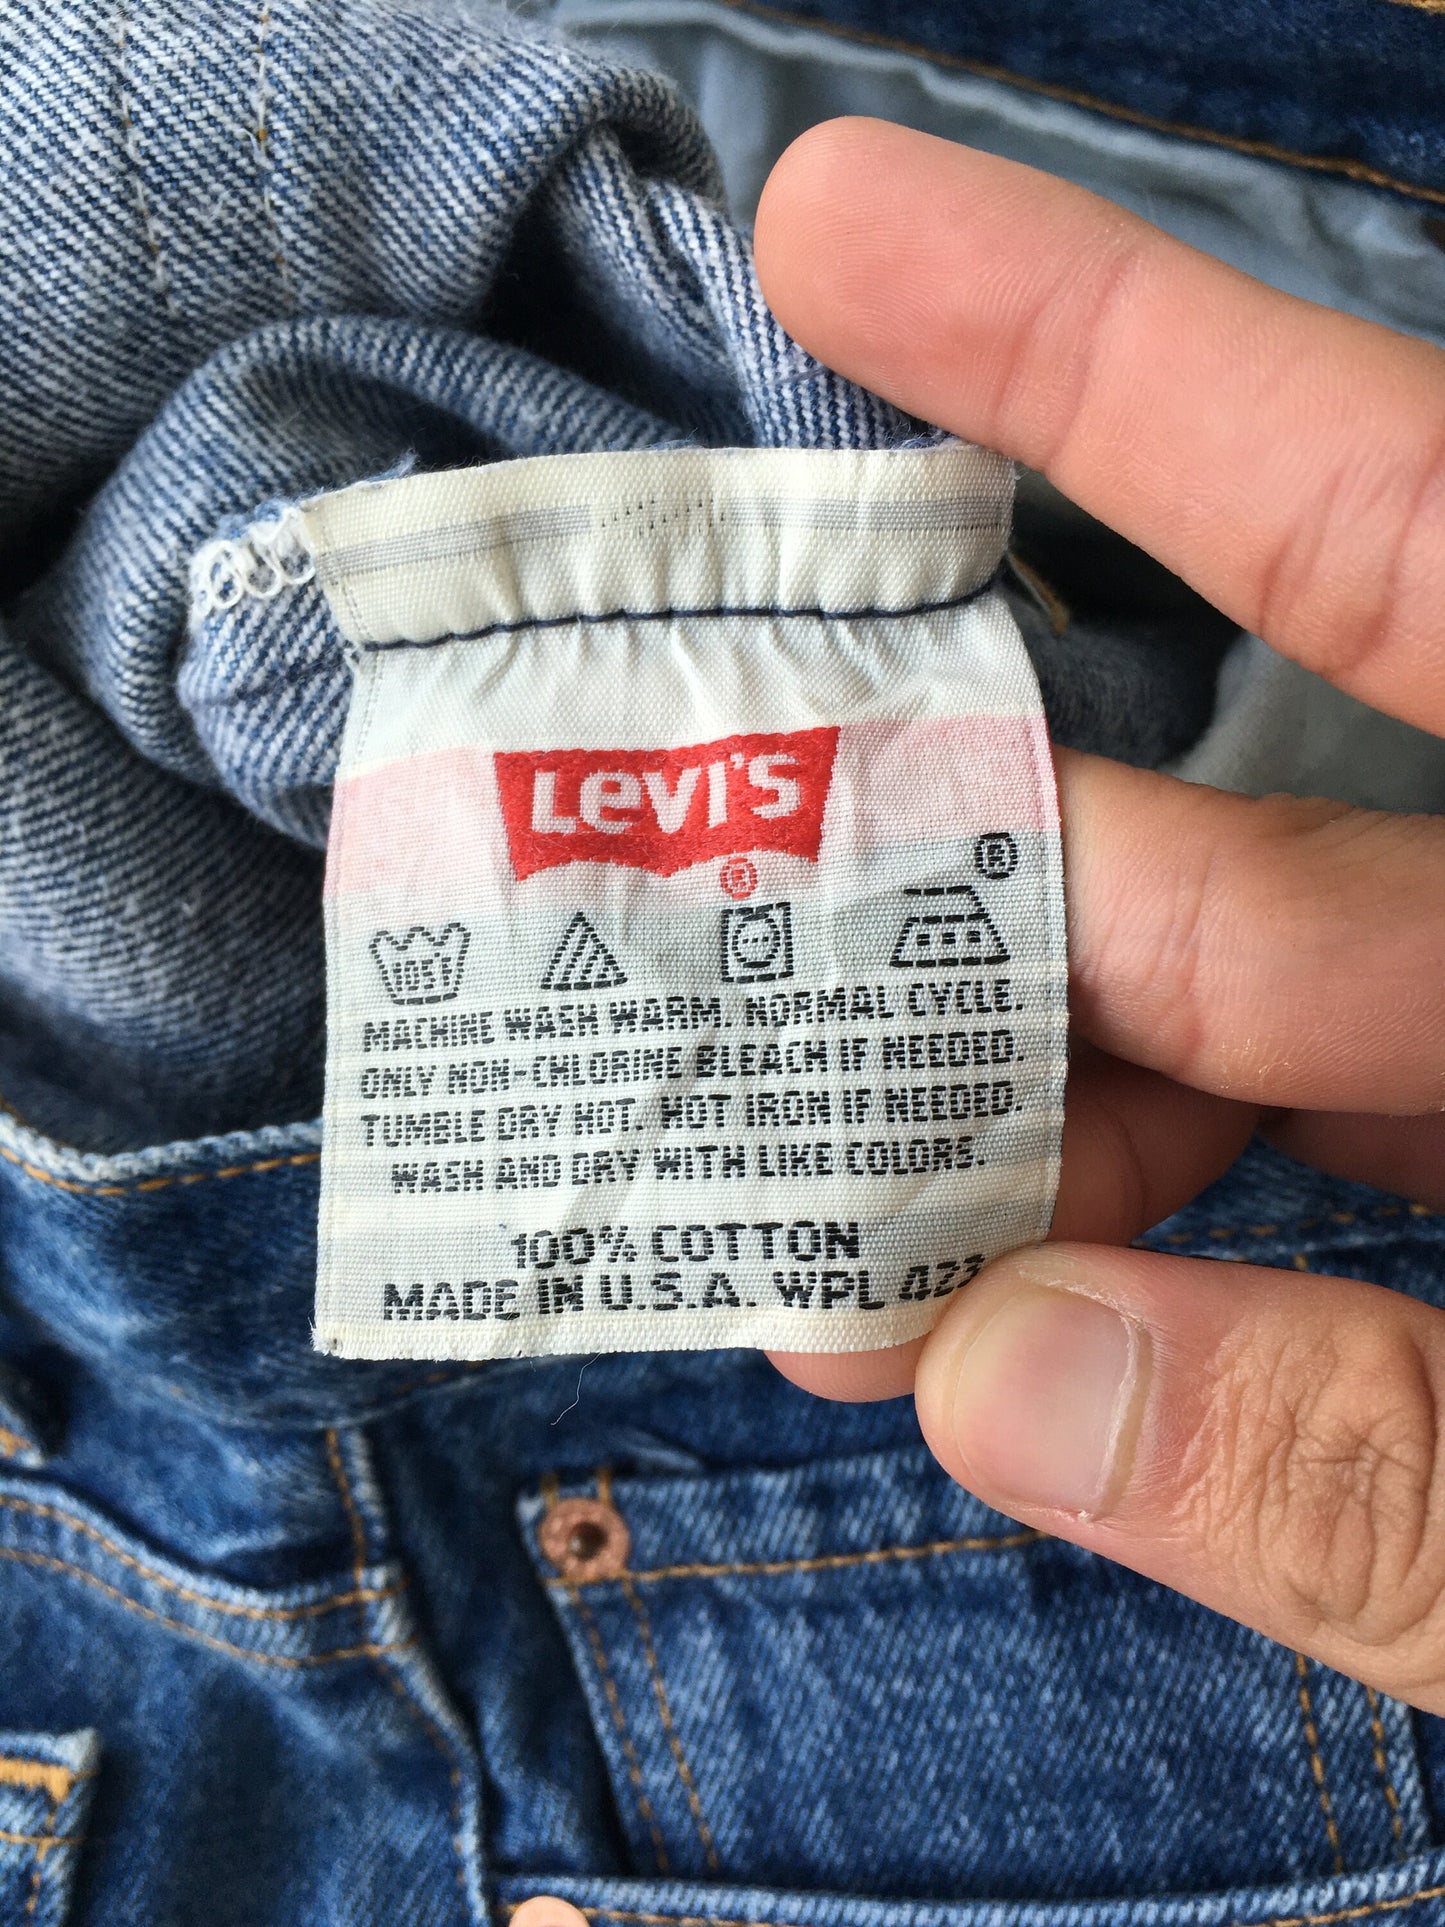 Levi's
®
®
105F
MACHINE WASH WARM. NORMAL CYCLE.
ONLY NON-CHLORINE BLEACH IF NEEDED.
TUMBLE DRY HOT. HOT IRON IF NEEDED.
WASH AND DRY WITH LIKE COLORS.
100% COTTON
MADE IN U.S.A. WPL 423